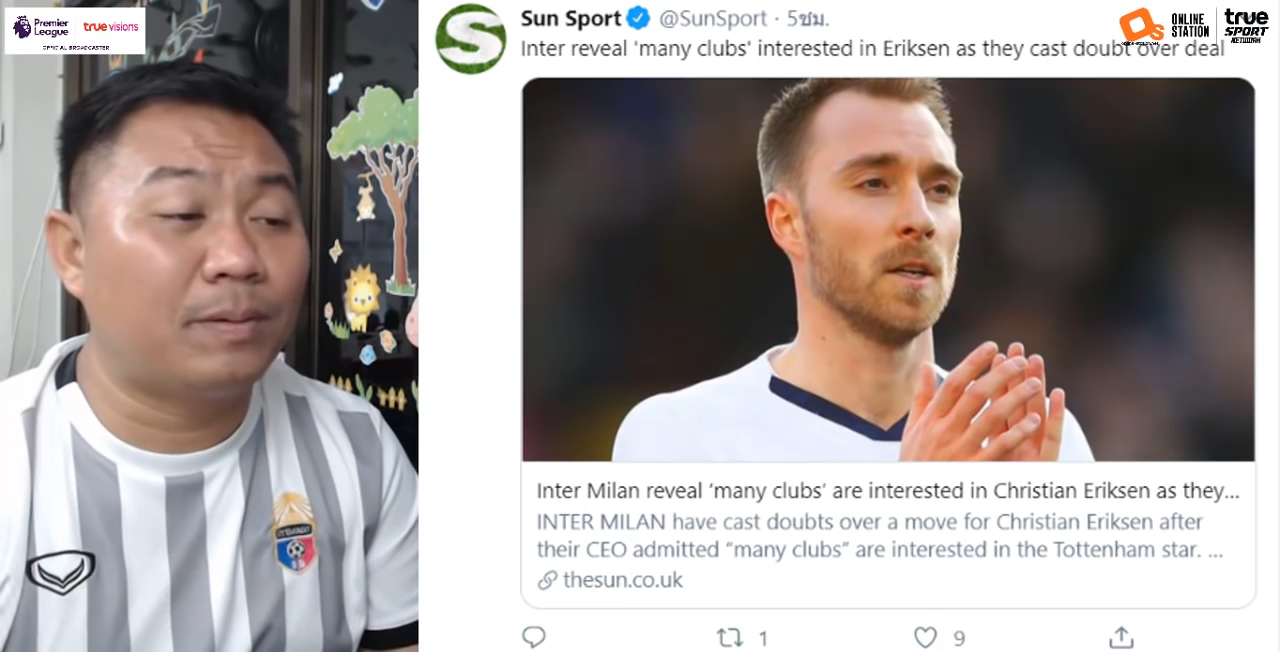 Premier League
true visions
OFFICIAL BROADCASTER
Sun Sport @SunSport · 5ชม.
Inter reveal 'many clubs' interested in Eriksen as they cast doubt over deal
ONLINE STATION
true SPORT NETWORK
Inter Milan reveal ‘many clubs’ are interested in Christian Eriksen as they...
INTER MILAN have cast doubts over a move for Christian Eriksen after
their CEO admitted “many clubs” are interested in the Tottenham star. ...
thesun.co.uk
1
9